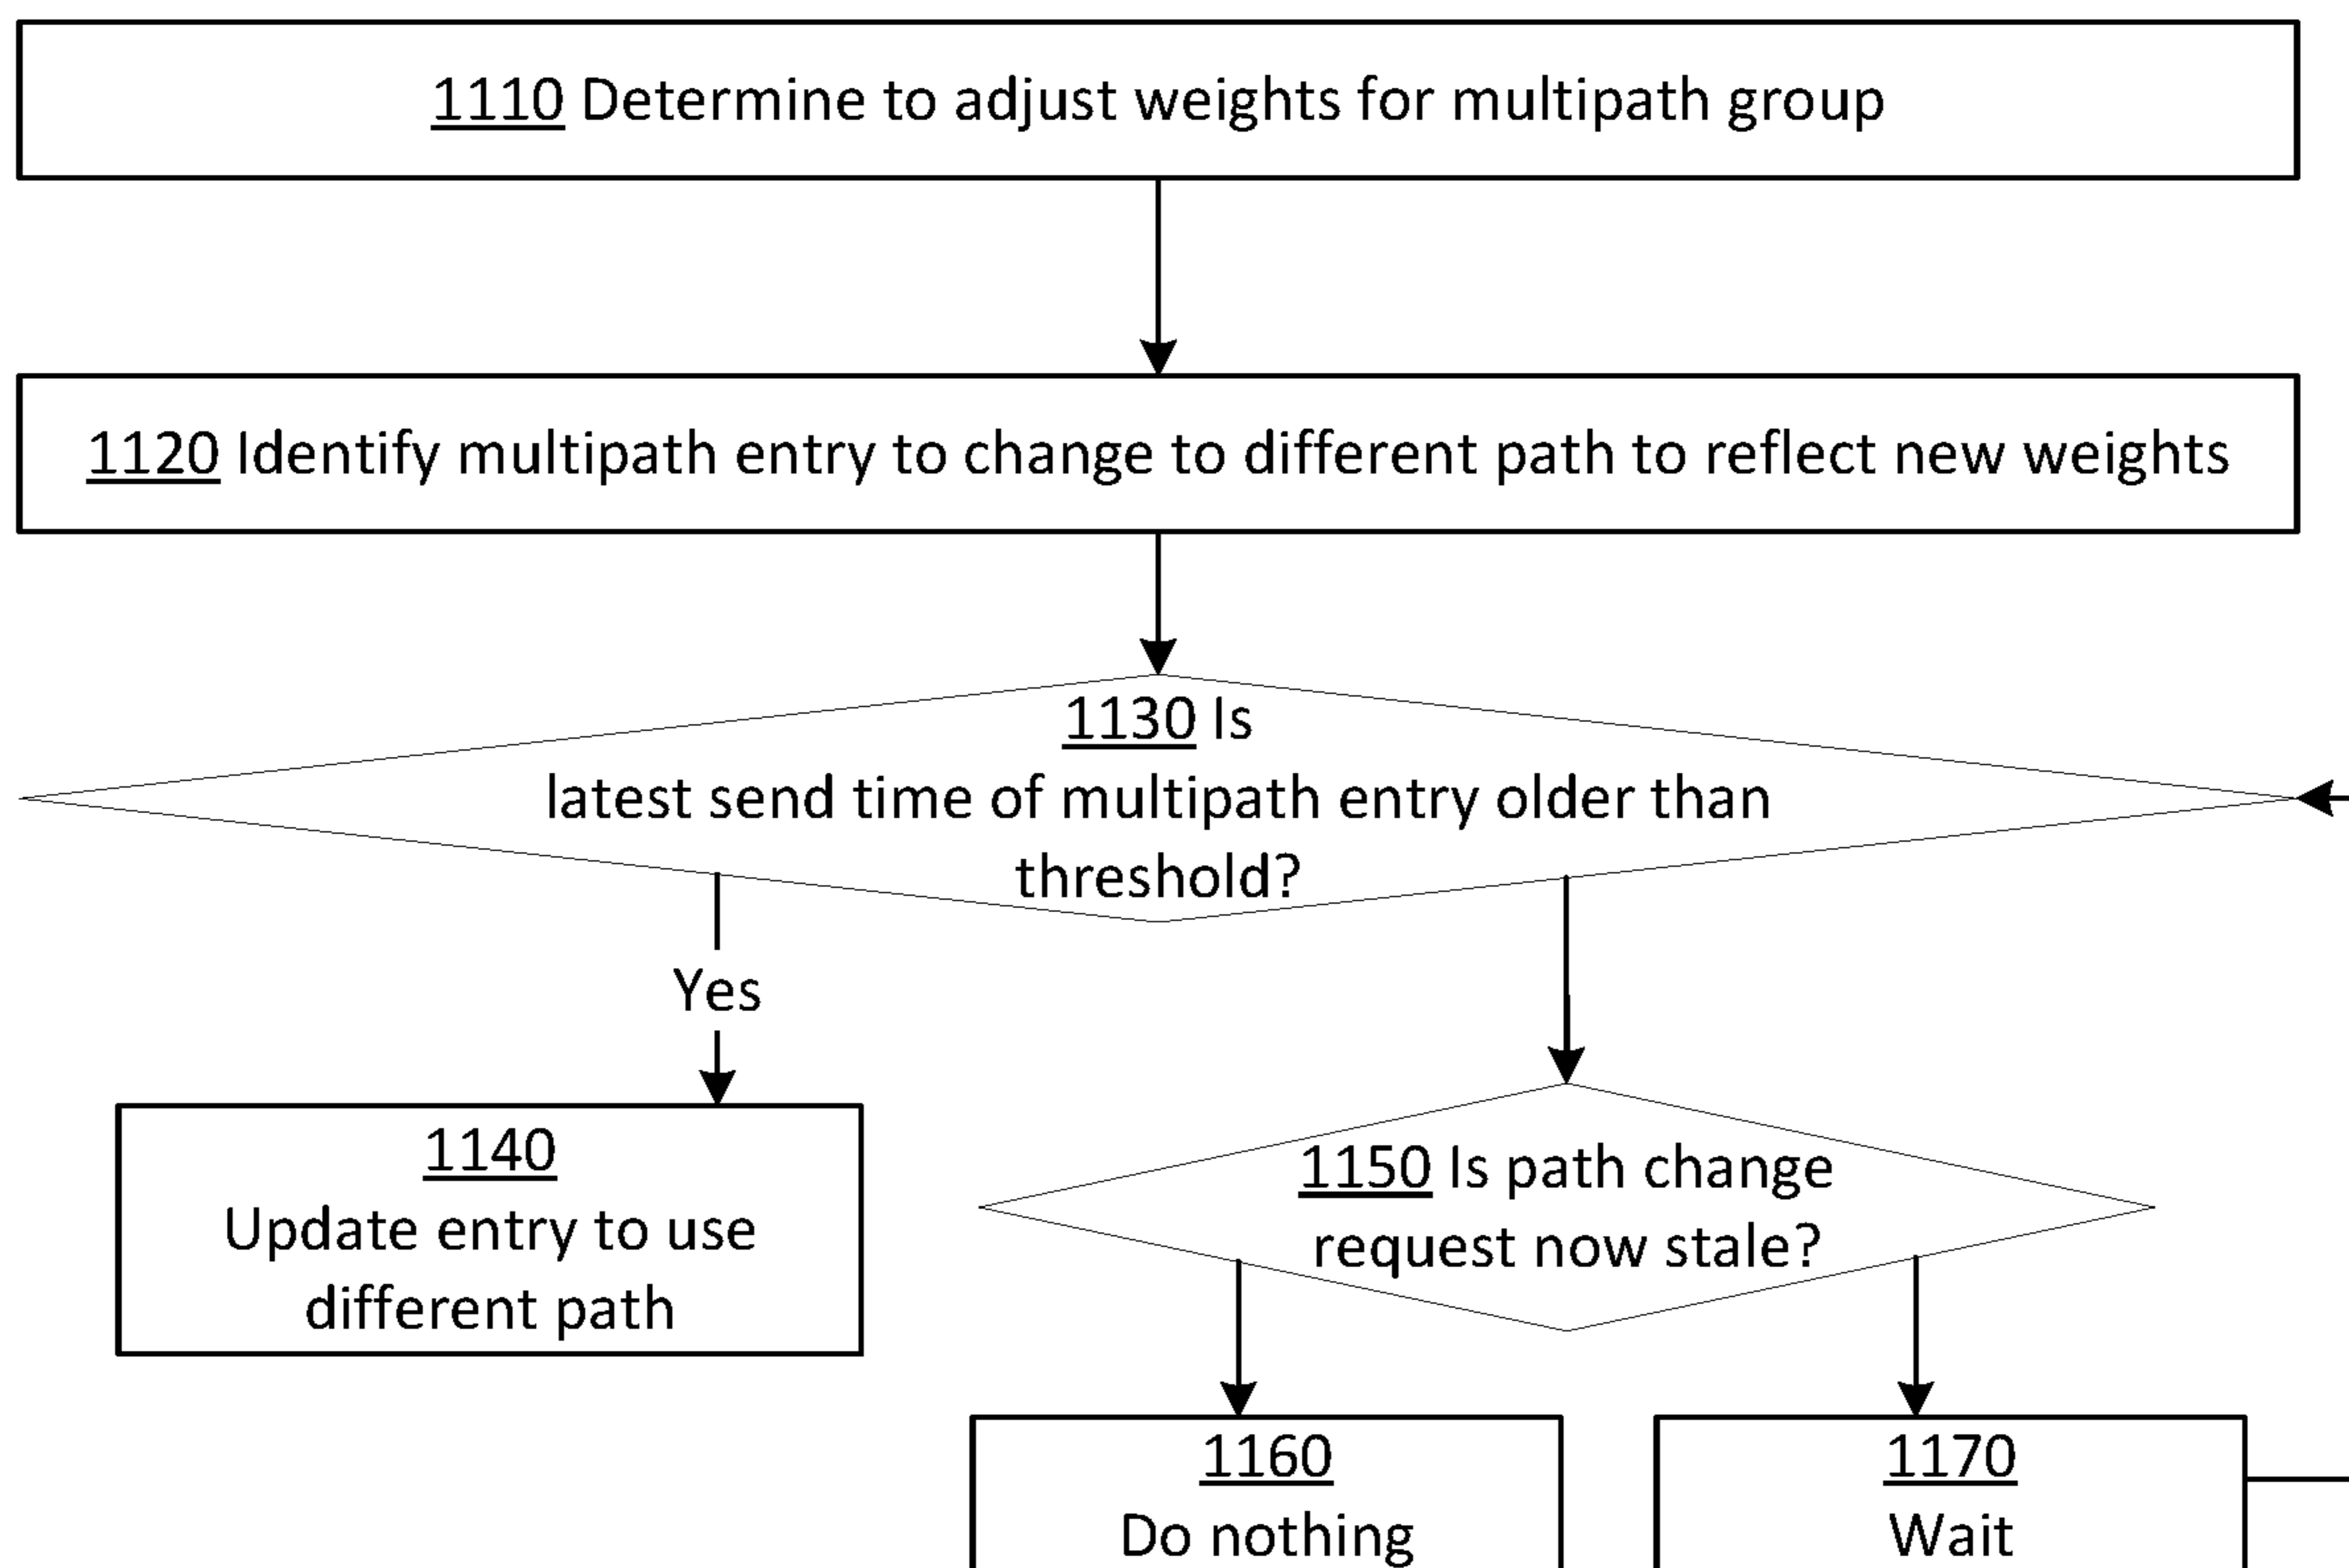 1110 Determine to adjust weights for multipath group
1120 Identify multipath entry to change to different path to reflect new weights
1130 Is
latest send time of multipath entry older than
threshold?
Yes
1140
Update entry to use
different path
1150 Is path change
request now stale?
1160
Do nothing
1170
Wait